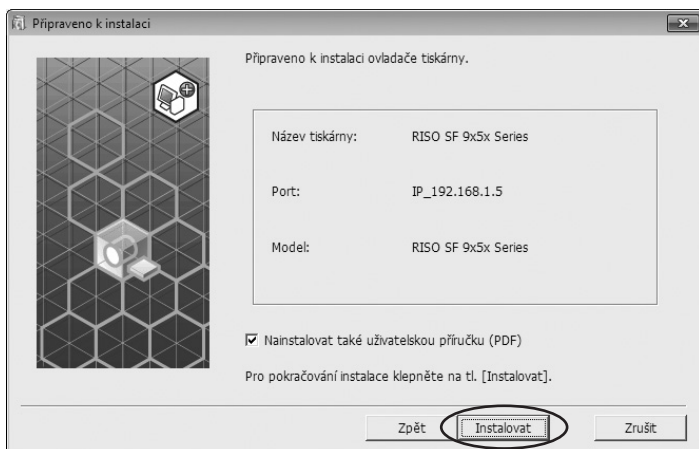 Připraveno k instalaci
Připraveno k instalaci ovladače tiskárny.
Název tiskárny: RISO SF 9x5x Series
Port: IP_192.168.1.5
Model: RISO SF 9x5x Series
Nainstalovat také uživatelskou příručku (PDF)
Pro pokračování instalace klepněte na tl. [Instalovat].
Zpět Instalovat Zrušit